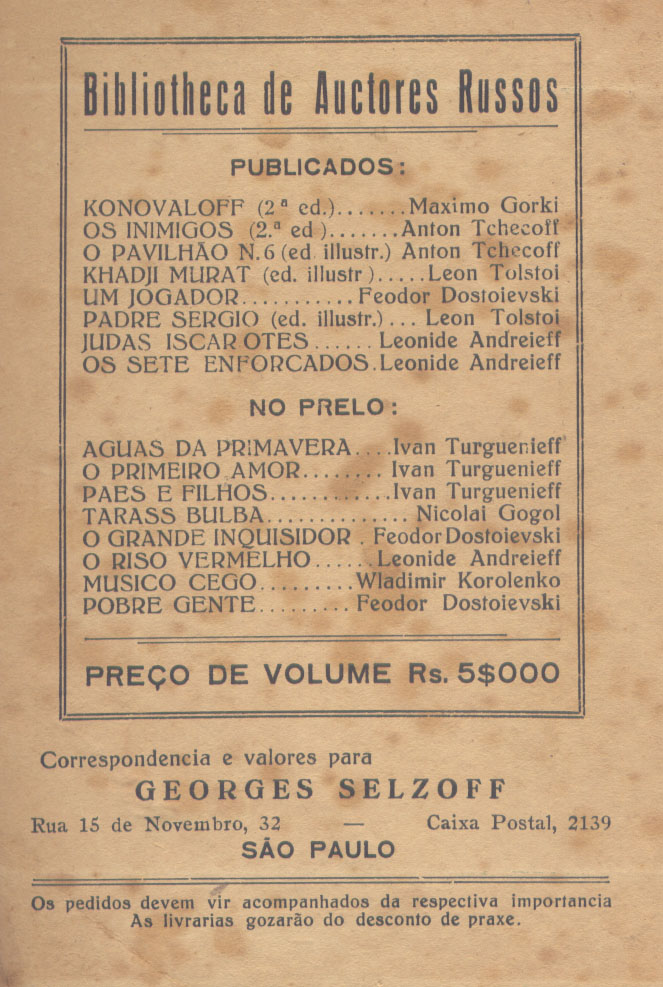 Bibliotheca de Auctores Russos
PUBLICADOS:
KONOVALOFF (2ª ed.).......Maximo Gorki
OS INIMIGOS (2.ª ed ).......Anton Tchecoff
O PAVILHÃO N.6 (ed illustr.) Anton Tchecoff
KHADJI MURAT (ed. illustr ).....Leon Tolstoi
UM JOGADOR...........Feodor Dostoievski
PADRE SERGIO (ed. illustr.)... Leon Tolstoi
JUDAS ISCAR OTES ...... Leonide Andreieff
OS SETE ENFORCADOS.Leonide Andreieff
NO PRELO:
AGUAS DA PRIMAVERA....Ivan Turguenieff
O PRIMEIRO AMOR........ Ivan Turguenieff
PAES E FILHOS............Ivan Turguenieff
TARASS BULBA.............. Nicolai Gogol
O GRANDE INQUISIDOR . Feodor Dostoievski
O RISO VERMELHO......Leonide Andreieff
MUSICO CEGO.........Wladimir Korolenko
POBRE GENTE......... Feodor Dostoievski
PREÇO DE VOLUME Rs. 5$000
Correspondencia e valores para
GEORGES SELZOFF
Rua 15 de Novembro, 32 — Caixa Postal, 2139
SÃO PAULO
Os pedidos devem vir acompanhados da respectiva importancia
As livrarias gozarão do desconto de praxe.